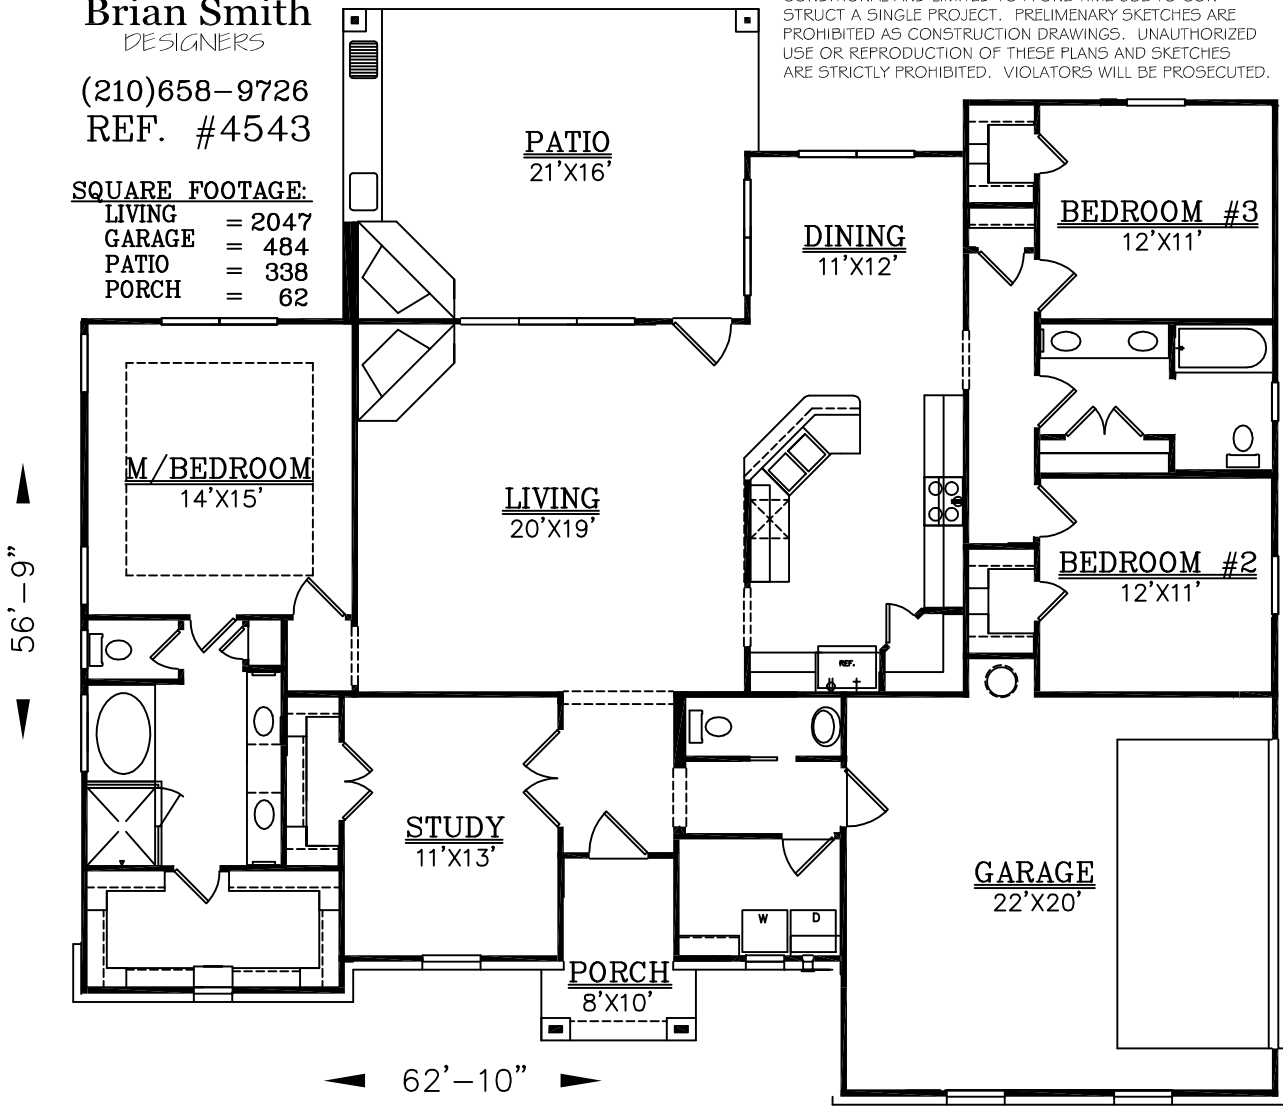 Brian Smith
DESIGNERS
(210)658-9726
REF. #4543
STRUCT A SINGLE PROJECT. PRELIMENARY SKETCHES ARE
PROHIBITED AS CONSTRUCTION DRAWINGS. UNAUTHORIZED
USE OR REPRODUCTION OF THESE PLANS AND SKETCHES
ARE STRICTLY PROHIBITED. VIOLATORS WILL BE PROSECUTED.
SQUARE FOOTAGE:
LIVING = 2047
GARAGE = 484
PATIO = 338
PORCH = 62
PATIO
21'X16'
DINING
11'X12'
BEDROOM #3
12'X11'
M/BEDROOM
14'X15'
LIVING
20'X19'
BEDROOM #2
12'X11'
56'-9"
REF.
STUDY
11'X13'
GARAGE
22'X20'
W
D
PORCH
8'X10'
62'-10"